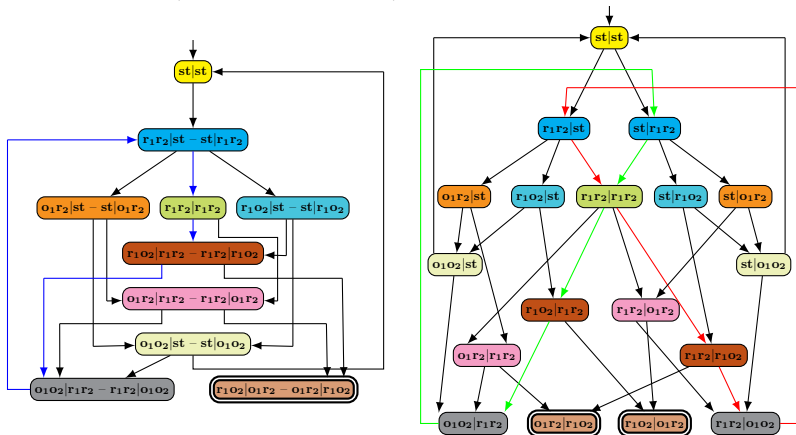 st|st
r₁r₂|st − st|r₁r₂
o₁r₂|st − st|o₁r₂
r₁r₂|r₁r₂
r₁o₂|st − st|r₁o₂
r₁o₂|r₁r₂ − r₁r₂|r₁o₂
o₁r₂|r₁r₂ − r₁r₂|o₁r₂
o₁o₂|st − st|o₁o₂
o₁o₂|r₁r₂ − r₁r₂|o₁o₂
r₁o₂|o₁r₂ − o₁r₂|r₁o₂
st|st
r₁r₂|st
st|r₁r₂
o₁r₂|st
r₁o₂|st
r₁r₂|r₁r₂
st|r₁o₂
st|o₁r₂
o₁o₂|st
st|o₁o₂
r₁o₂|r₁r₂
r₁r₂|o₁r₂
o₁r₂|r₁r₂
r₁r₂|r₁o₂
o₁o₂|r₁r₂
o₁r₂|r₁o₂
r₁o₂|o₁r₂
r₁r₂|o₁o₂